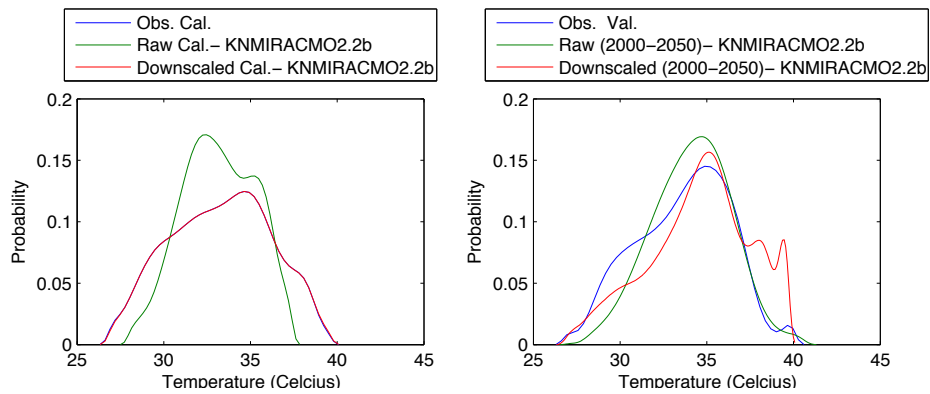 Obs. Cal.
Raw Cal.− KNMIRACMO2.2b
Downscaled Cal.− KNMIRACMO2.2b
0.2
0.15
0.1
0.05
0
Probability
25
30
35
40
45
Temperature (Celcius)
Obs. Val.
Raw (2000−2050)− KNMIRACMO2.2b
Downscaled (2000−2050)− KNMIRACMO2.2b
0.2
0.15
0.1
0.05
0
Probability
25
30
35
40
45
Temperature (Celcius)